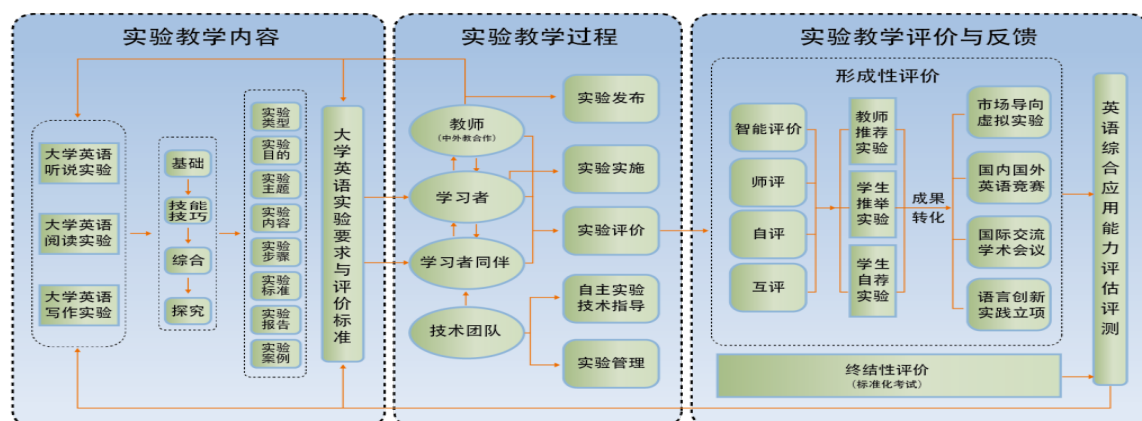 实验教学内容
大学英语
听说实验
大学英语
阅读实验
大学英语
写作实验
基础
技能
技巧
综合
探究
实验
类型
实验
目的
实验
主题
实验
内容
实验
步骤
实验
标准
实验
报告
实验
案例
大学英语实验要求与评价标准
实验教学过程
教师
(中外教合作)
学习者
学习者同伴
技术团队
实验发布
实验实施
实验评价
自主实验
技术指导
实验管理
实验教学评价与反馈
形成性评价
智能评价
师评
自评
互评
教师
推荐
实验
学生
推举
实验
学生
自荐
实验
成果
转化
市场导向
虚拟实验
国内国外
英语竞赛
国际交流
学术会议
语言创新
实践立项
终结性评价
(标准化考试)
英语综合应用能力评估评测